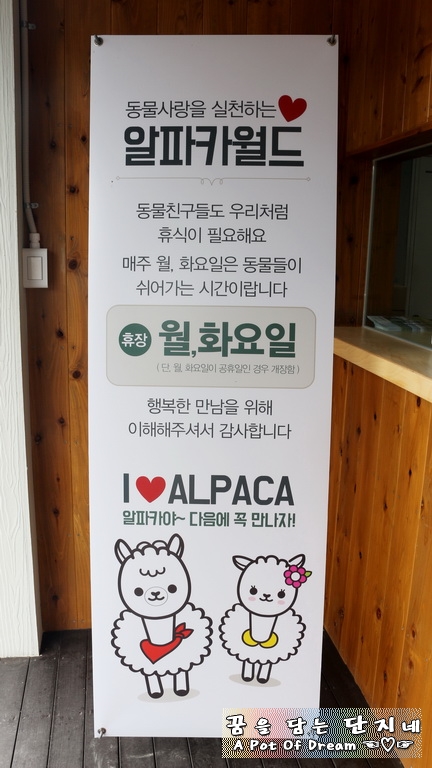 동물사랑을 실천하는
알파카월드
동물친구들도 우리처럼
휴식이 필요해요
매주 월, 화요일은 동물들이
쉬어가는 시간이랍니다
휴장 월,화요일
( 단, 월, 화요일이 공휴일인 경우 개장함 )
행복한 만남을 위해
이해해주셔서 감사합니다
I ♥ ALPACA
알파카야~ 다음에 꼭 만나자!
꿈을 담는 단지네
A Pot Of Dream ☜♡☞